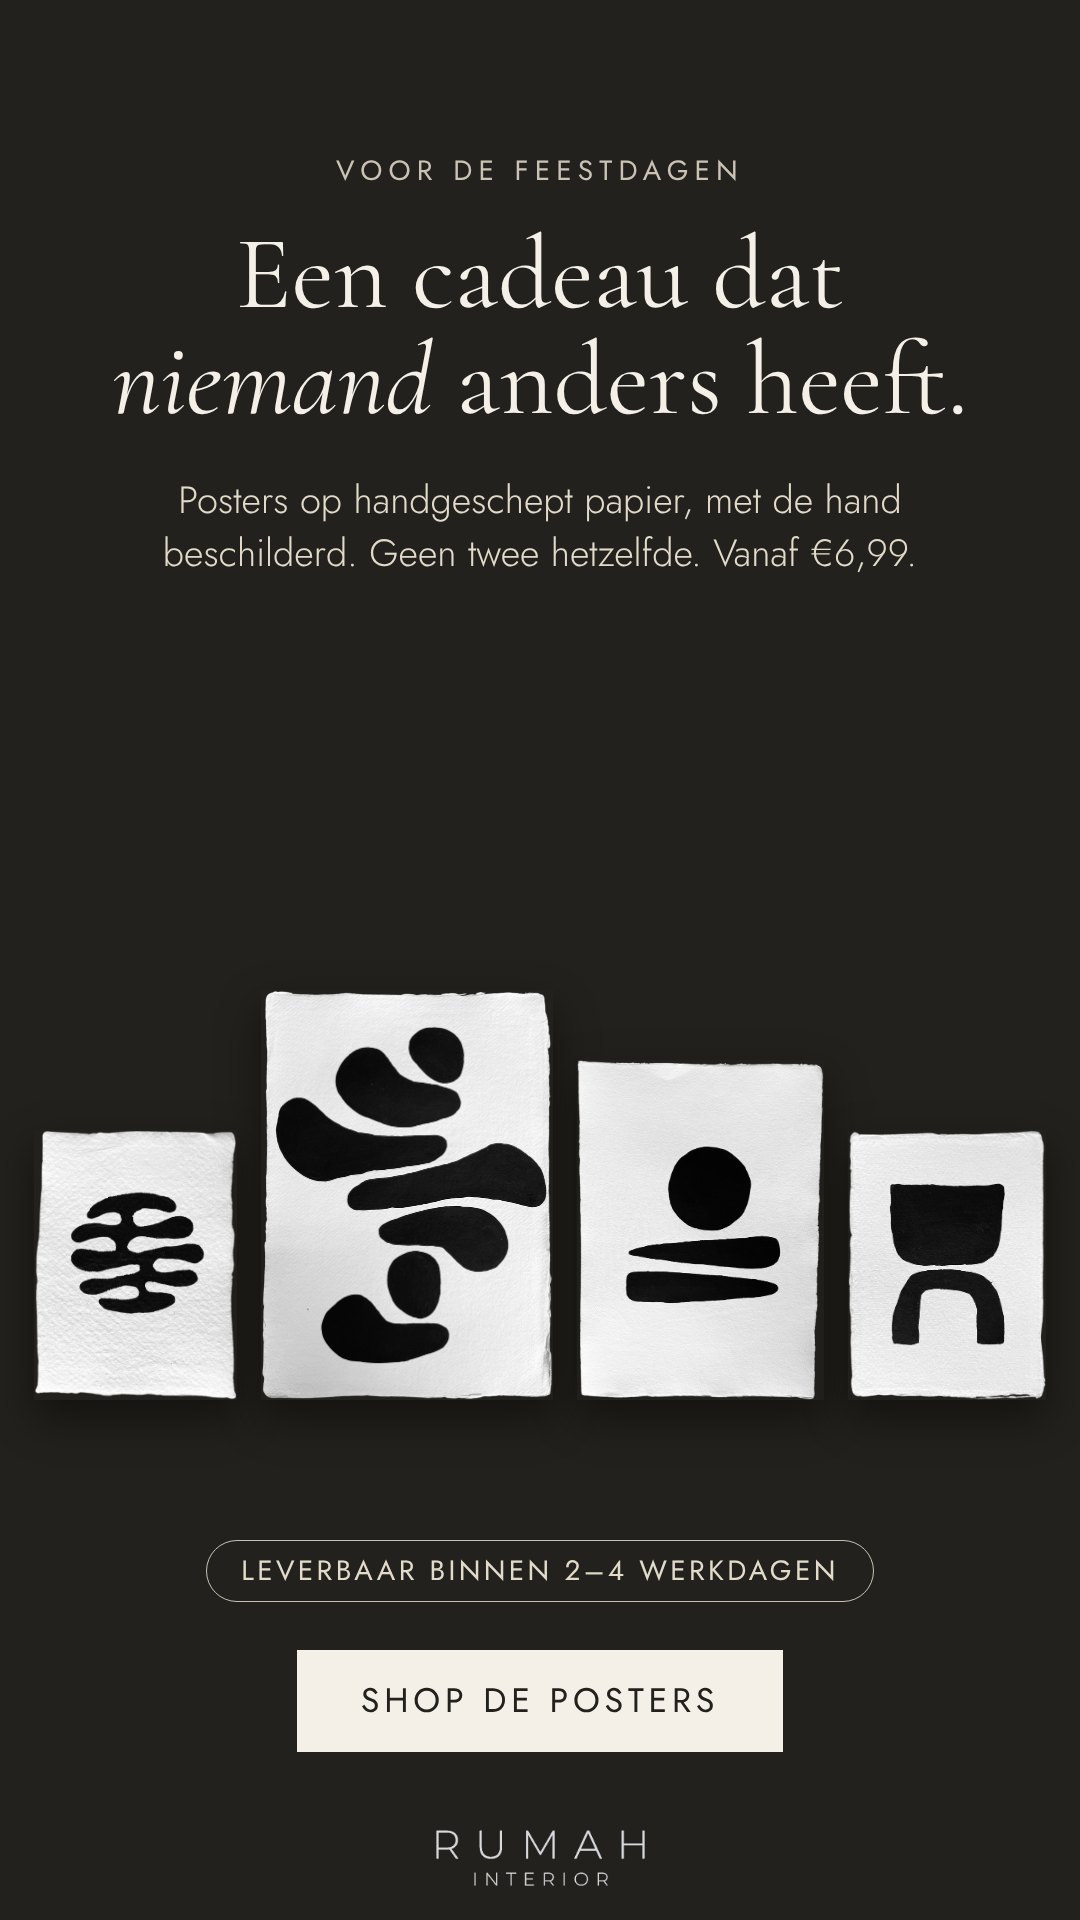 VOOR DE FEESTDAGEN
Een cadeau dat
niemand anders heeft.
Posters op handgeschept papier, met de hand
beschilderd. Geen twee hetzelfde. Vanaf €6,99.
LEVERBAAR BINNEN 2–4 WERKDAGEN
SHOP DE POSTERS
RUMAH
INTERIOR